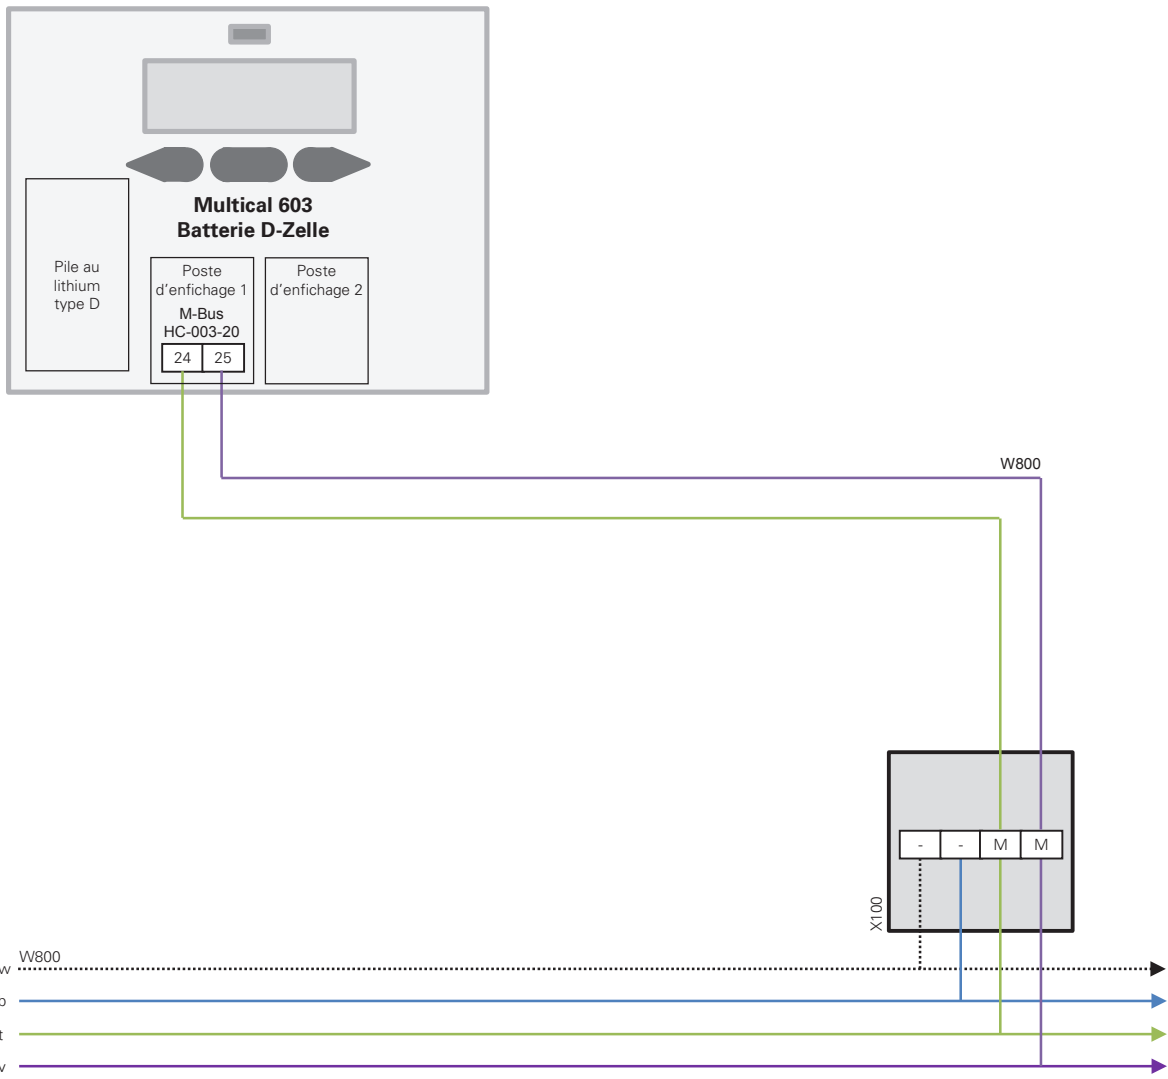 Multical 603
Batterie D-Zelle
Pile au
lithium
type D
Poste
d'enfichage 1
M-Bus
HC-003-20
24 25
Poste
d'enfichage 2
W800
- - M M
X100
W800
w
b
t
v